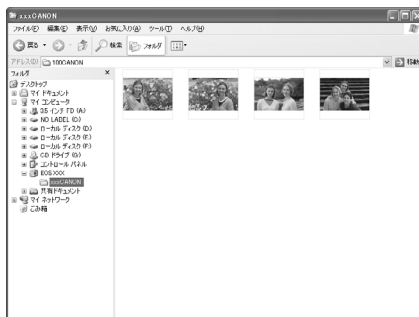 xxxCANON
ファイル(F) 編集(E) 表示(V) お気に入り(A) ツール(T) ヘルプ(H)
戻る 検索 フォルダ
アドレス(D) 100CANON 移動
フォルダ ×
デスクトップ
マイ ドキュメント
マイ コンピュータ
3.5 インチ FD (A:)
NO LABEL (C:)
ローカル ディスク (D:)
ローカル ディスク (E:)
ローカル ディスク (F:)
CD ドライブ (G:)
コントロール パネル
EOS XXX
xxxCANON
共有ドキュメント
マイ ネットワーク
ごみ箱